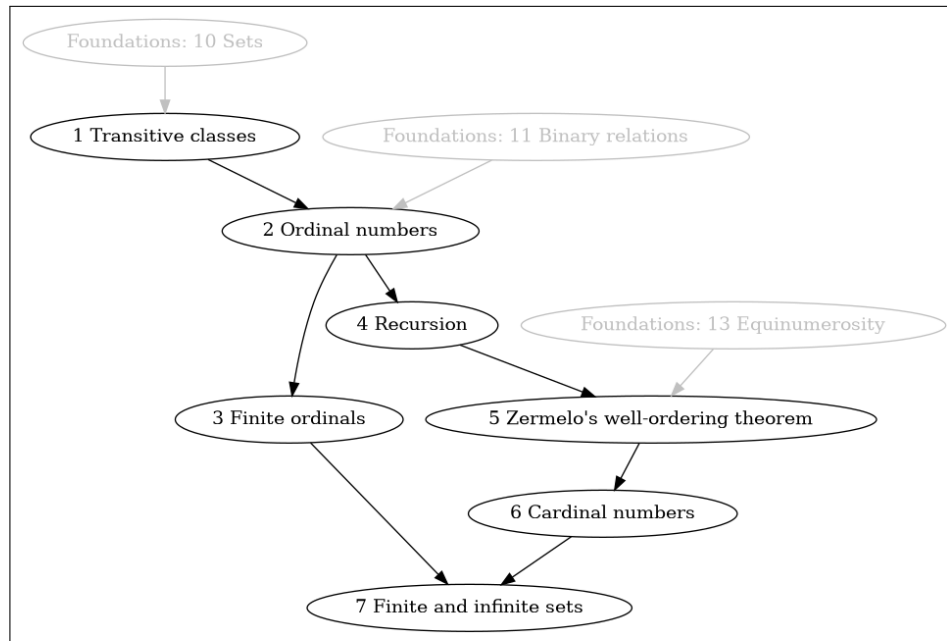 Foundations: 10 Sets
1 Transitive classes
Foundations: 11 Binary relations
2 Ordinal numbers
4 Recursion
Foundations: 13 Equinumerosity
3 Finite ordinals
5 Zermelo's well-ordering theorem
6 Cardinal numbers
7 Finite and infinite sets